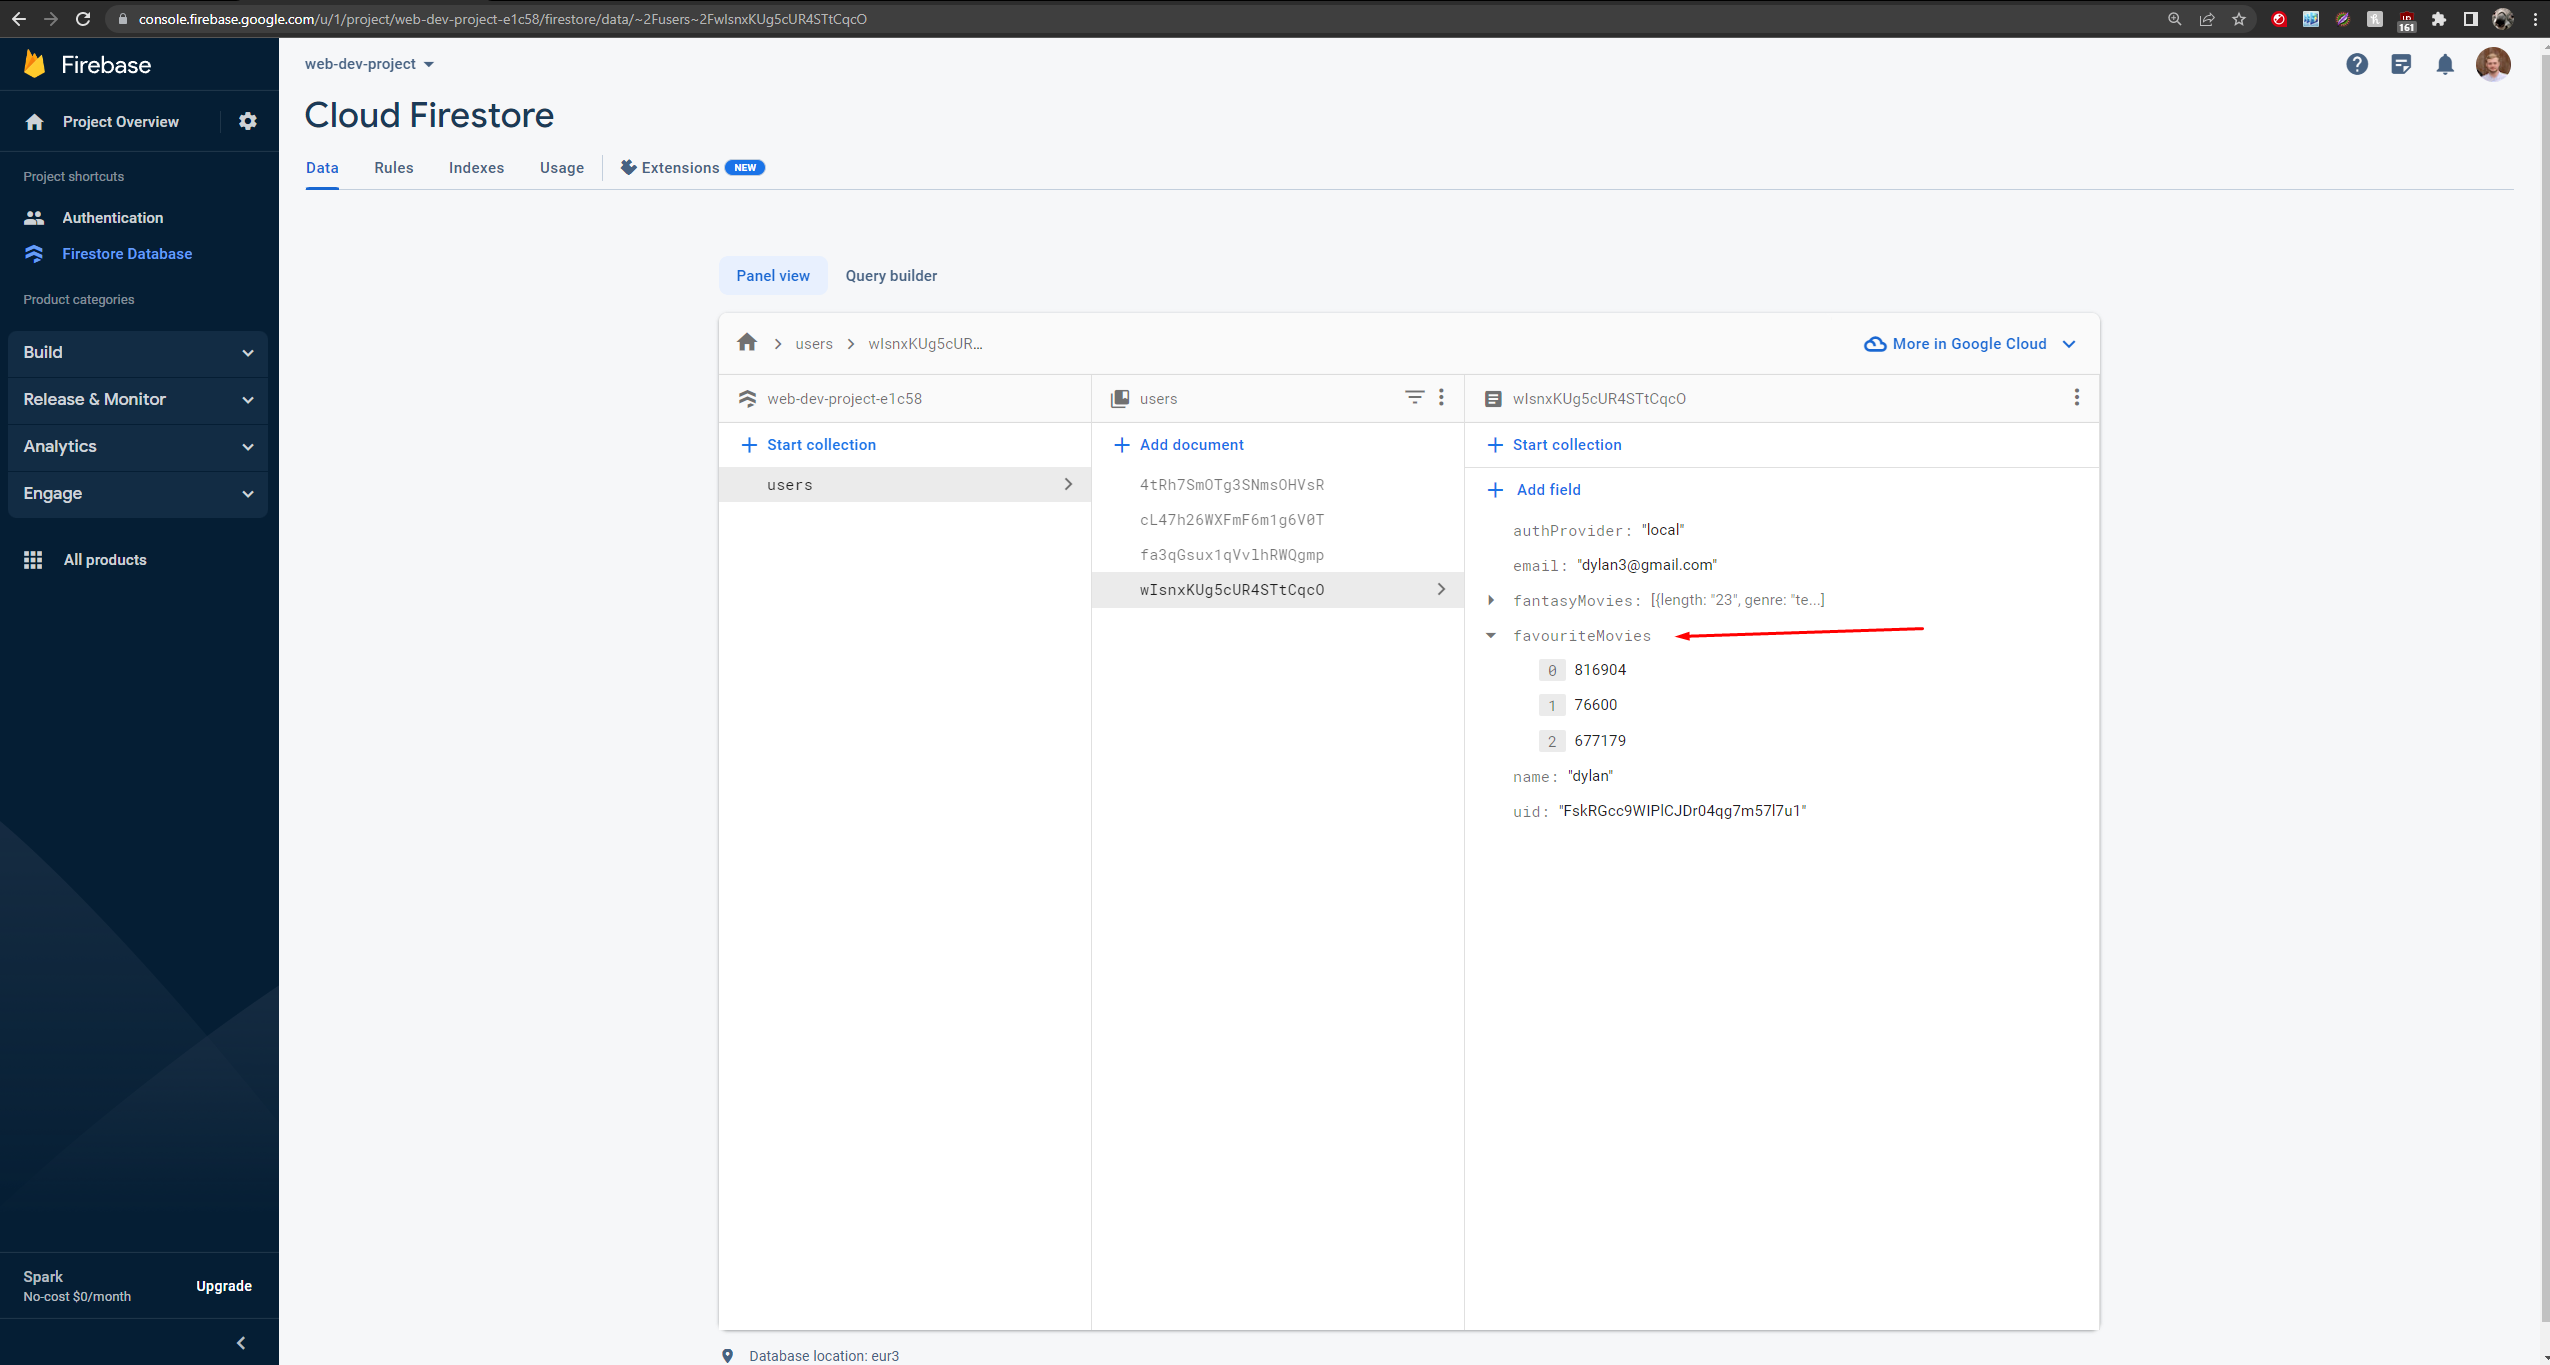 console.firebase.google.com/u/1/project/web-dev-project-e1c58/firestore/data/~2Fusers~2FwIsnxKUg5cUR4STtCqcO
161
Firebase
Project Overview
Project shortcuts
Authentication
Firestore Database
Product categories
Build
Release & Monitor
Analytics
Engage
All products
Spark
No-cost $0/month
Upgrade
web-dev-project
Cloud Firestore
Data Rules Indexes Usage Extensions NEW
Panel view Query builder
users wIsnxKUg5cUR... More in Google Cloud
web-dev-project-e1c58
Start collection
users
users
Add document
4tRh7SmOTg3SNmsOHVsR
cL47h26WXFmF6m1g6V0T
fa3qGsux1qVvlhRWQgmp
wIsnxKUg5cUR4STtCqcO
wIsnxKUg5cUR4STtCqcO
Start collection
Add field
authProvider: "local"
email: "dylan3@gmail.com"
fantasyMovies: [{length: "23", genre: "te...]
favouriteMovies
0 816904
1 76600
2 677179
name: "dylan"
uid: "FskRGcc9WIPlCJDr04qg7m57l7u1"
Database location: eur3